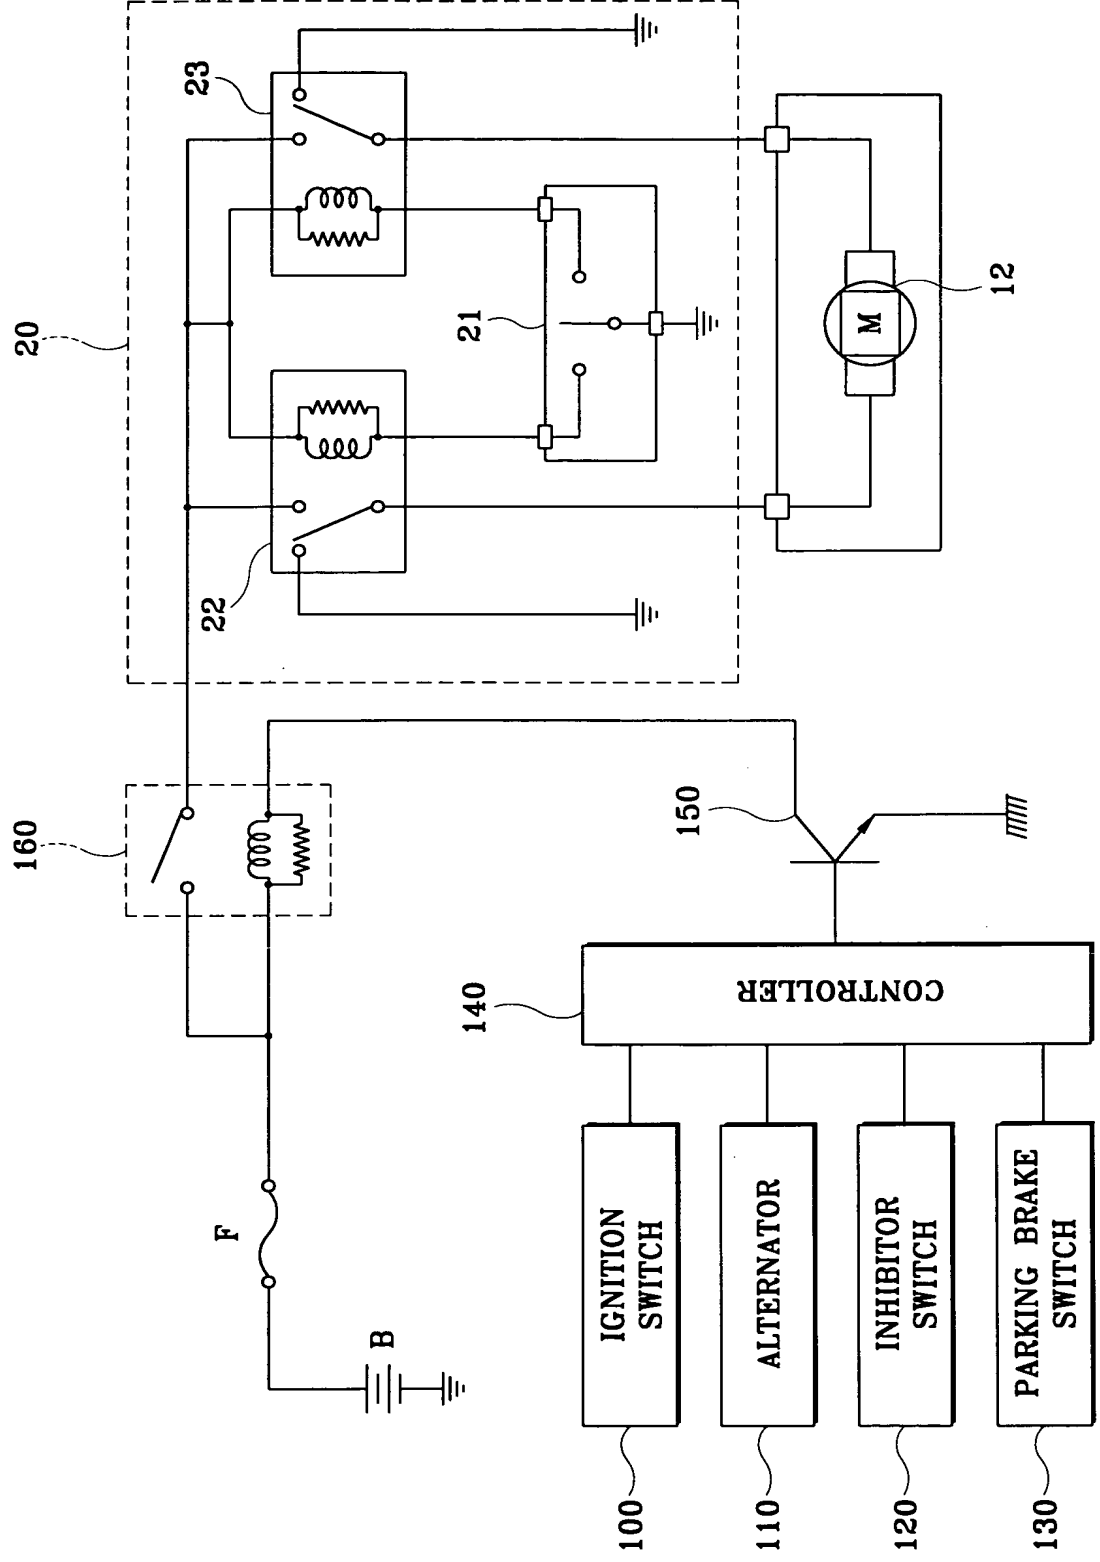 20
23
22
21
12
M
160
150
F
B
140
CONTROLLER
100
IGNITION
SWITCH
110
ALTERNATOR
120
INHIBITOR
SWITCH
130
PARKING BRAKE
SWITCH